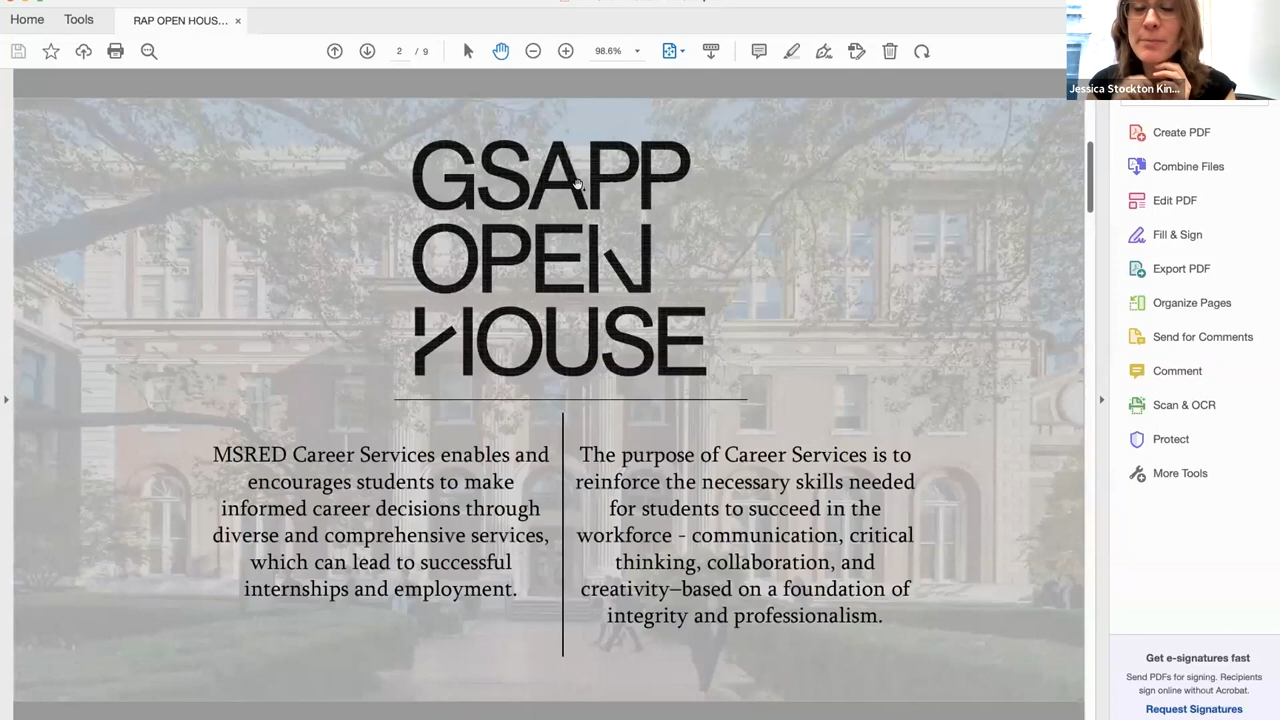 Home
Tools
RAP OPEN HOUS...
2 / 9
98.6%
Jessica Stockton Kin...
GSAPP
OPEN
HOUSE
MSRED Career Services enables and
encourages students to make
informed career decisions through
diverse and comprehensive services,
which can lead to successful
internships and employment.
The purpose of Career Services is to
reinforce the necessary skills needed
for students to succeed in the
workforce - communication, critical
thinking, collaboration, and
creativity–based on a foundation of
integrity and professionalism.
Create PDF
Combine Files
Edit PDF
Fill & Sign
Export PDF
Organize Pages
Send for Comments
Comment
Scan & OCR
Protect
More Tools
Get e-signatures fast
Send PDFs for signing. Recipients
sign online without Acrobat.
Request Signatures